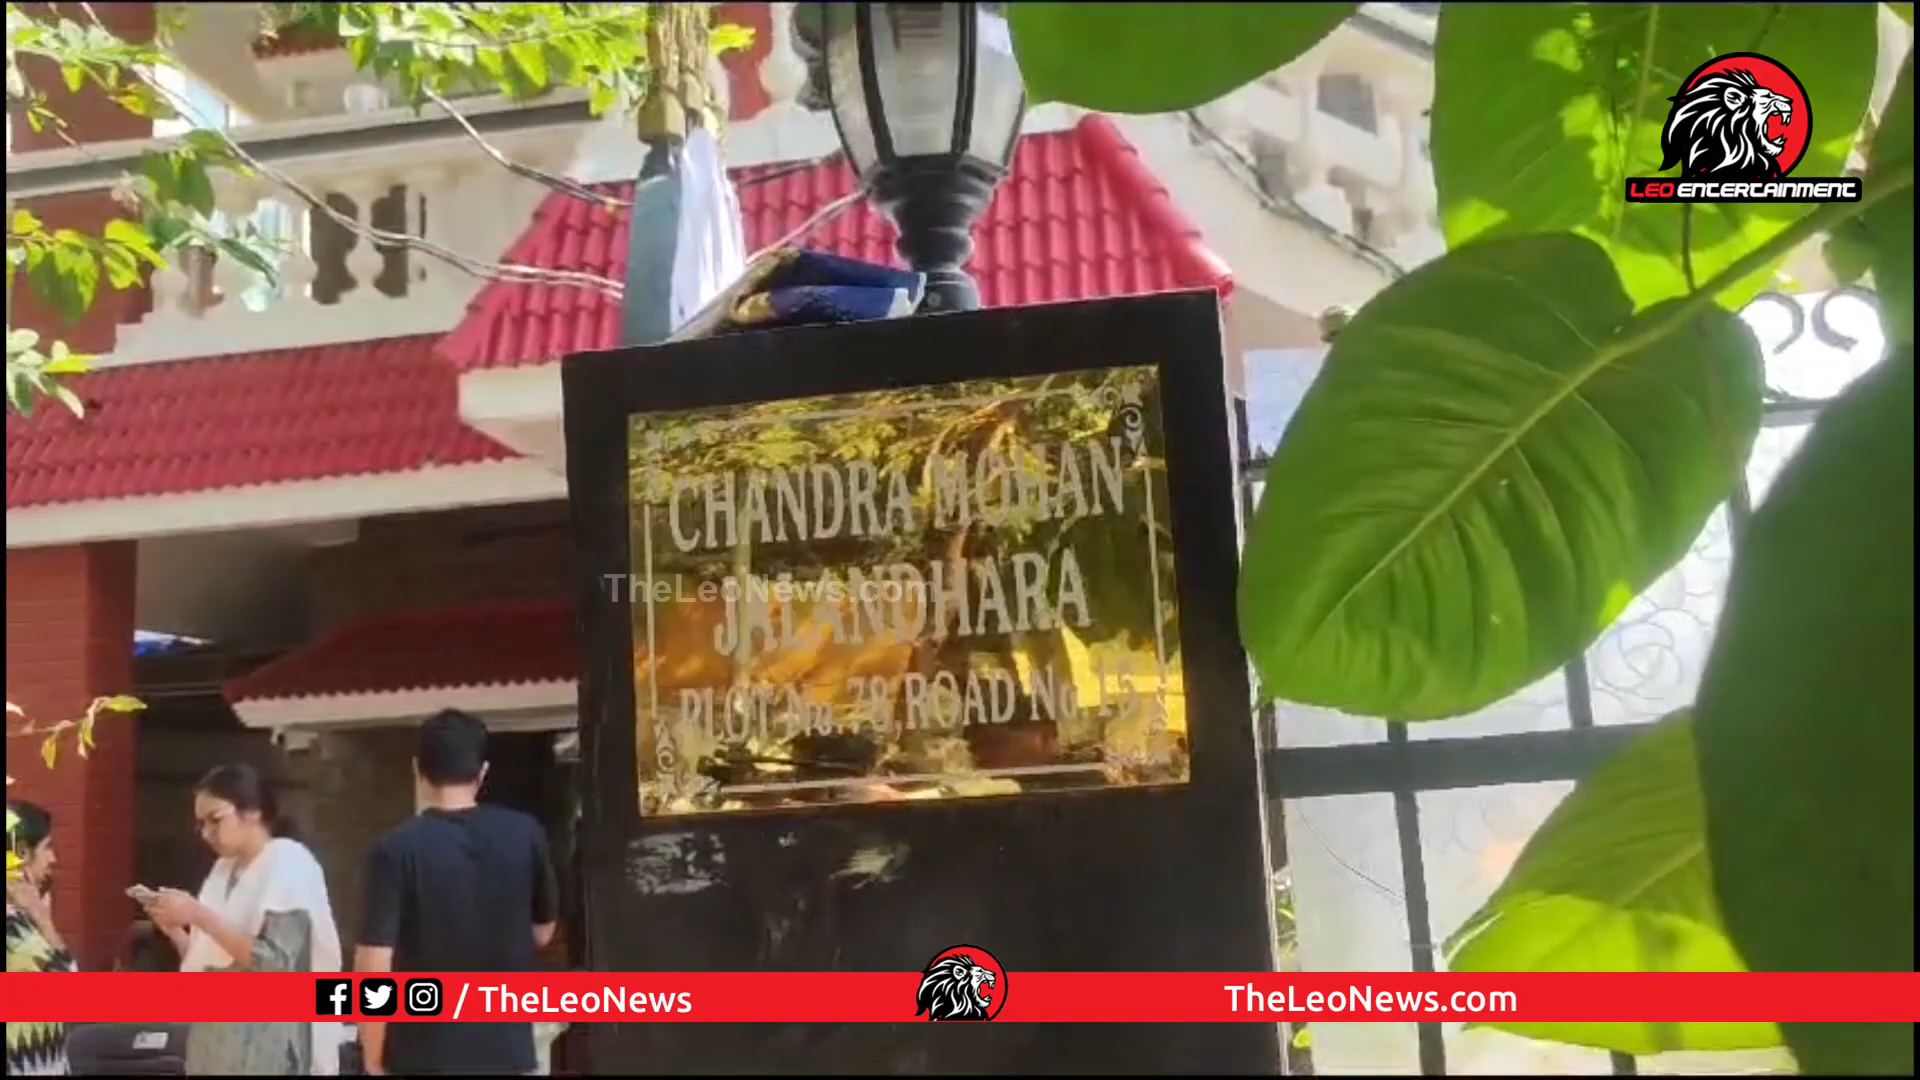 LEO ENTERTAINMENT
CHANDRA MOHAN
TheLeoNews.com
JALANDHARA
PLOT No.78,ROAD No.15
/ TheLeoNews
TheLeoNews.com